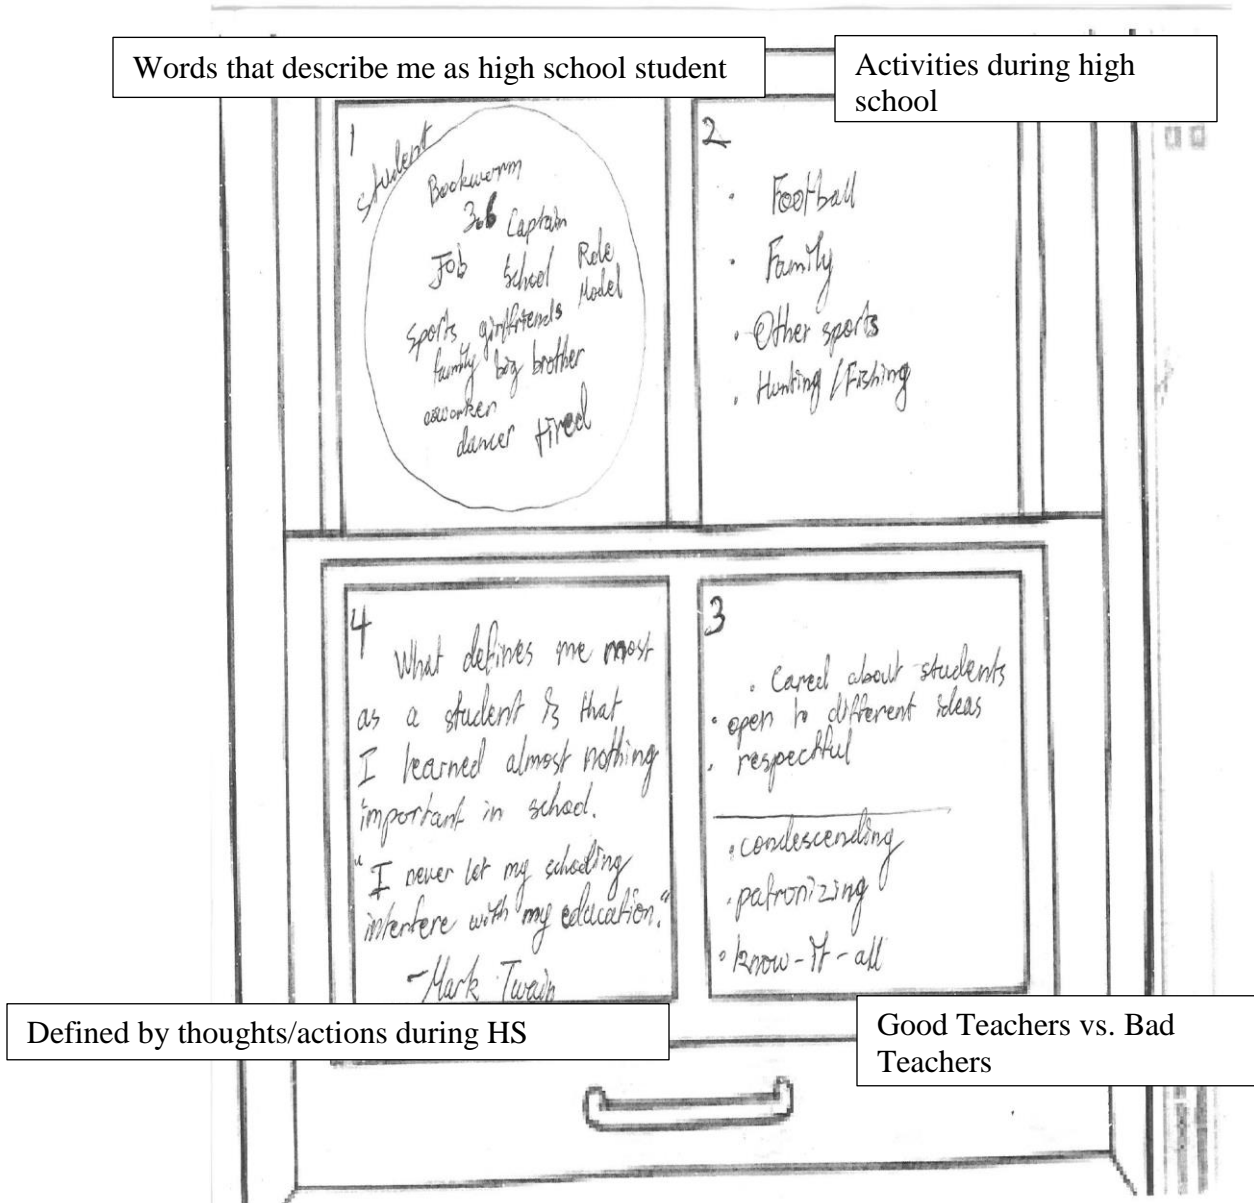 Words that describe me as high school student
Activities during high
school
1
student
Bookworm
3.6 Captain
Job School Role
Model
sports girlfriends
family big brother
coworker
dancer tired
2
• Football
• Family
• Other sports
• Hunting / Fishing
4
What defines me most
as a student is that
I learned almost nothing
important in school.
"I never let my schooling
interfere with my education."
- Mark Twain
3
• Cared about students
• open to different ideas
• respectful
• condescending
• patronizing
• know-it-all
Defined by thoughts/actions during HS
Good Teachers vs. Bad
Teachers